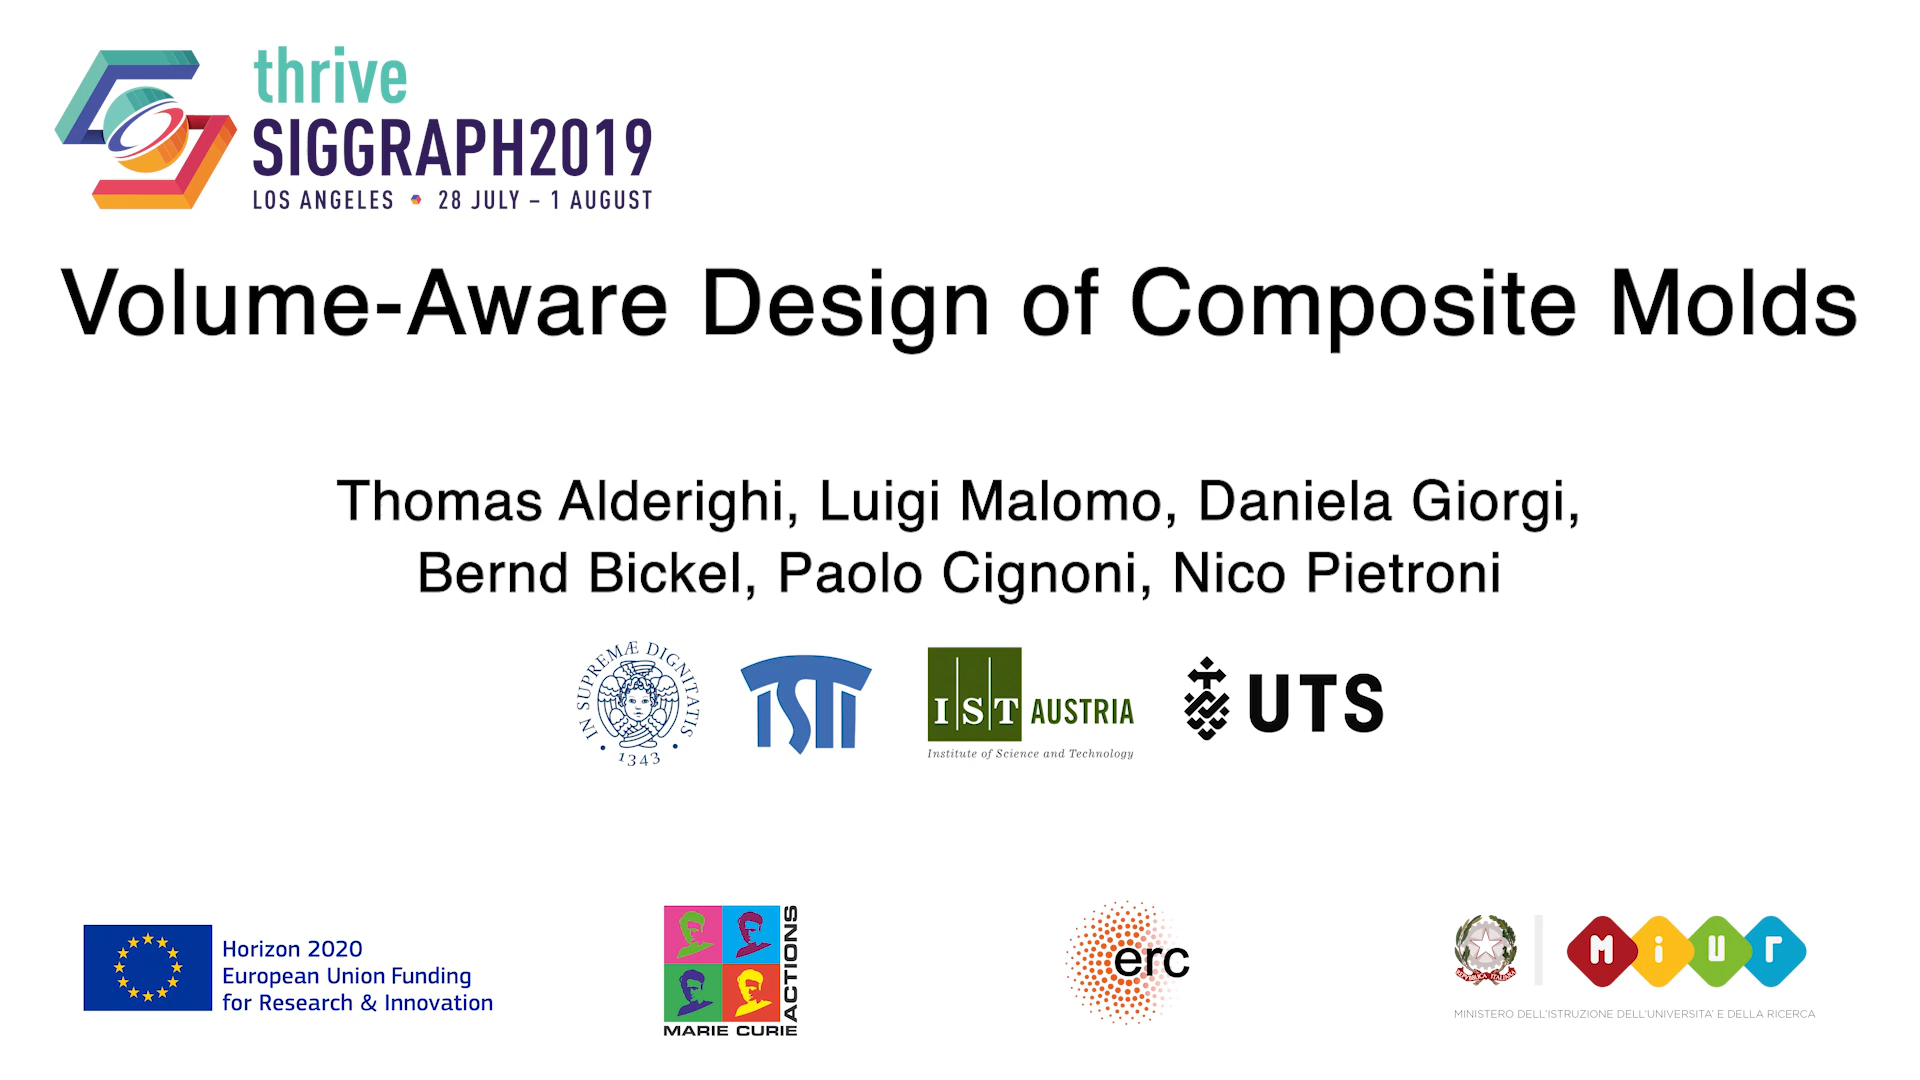 thrive
SIGGRAPH2019
LOS ANGELES • 28 JULY – 1 AUGUST
Volume-Aware Design of Composite Molds
Thomas Alderighi, Luigi Malomo, Daniela Giorgi,
Bernd Bickel, Paolo Cignoni, Nico Pietroni
IN SUPREMÆ DIGNITATIS
1343
ISTI
IST AUSTRIA
Institute of Science and Technology
UTS
Horizon 2020
European Union Funding
for Research & Innovation
MARIE CURIE ACTIONS
erc
REPVBBLICA ITALIANA
MiUr
MINISTERO DELL'ISTRUZIONE DELL'UNIVERSITA' E DELLA RICERCA